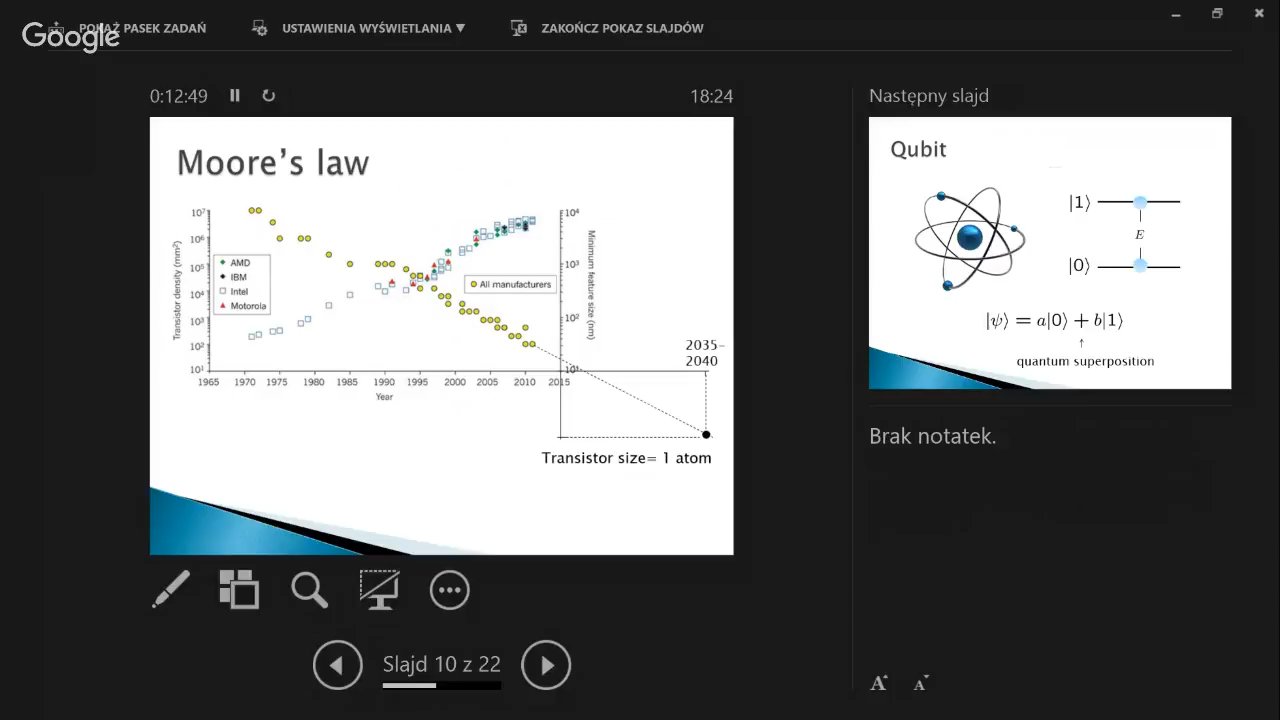 Google
POKAŻ PASEK ZADAŃ
USTAWIENIA WYŚWIETLANIA ▼
ZAKOŃCZ POKAZ SLAJDÓW
0:12:49
18:24
Następny slajd
Moore's law
10⁷
10⁶
10⁵
10⁴
10³
10²
10¹
Transistor density (mm²)
AMD
IBM
Intel
Motorola
All manufacturers
10⁴
10³
10²
10¹
Minimum feature size (nm)
1965 1970 1975 1980 1985 1990 1995 2000 2005 2010 2015
Year
2035-
2040
Transistor size= 1 atom
Qubit
|1⟩
E
|0⟩
|ψ⟩ = a|0⟩ + b|1⟩
↑
quantum superposition
Brak notatek.
Slajd 10 z 22
A A